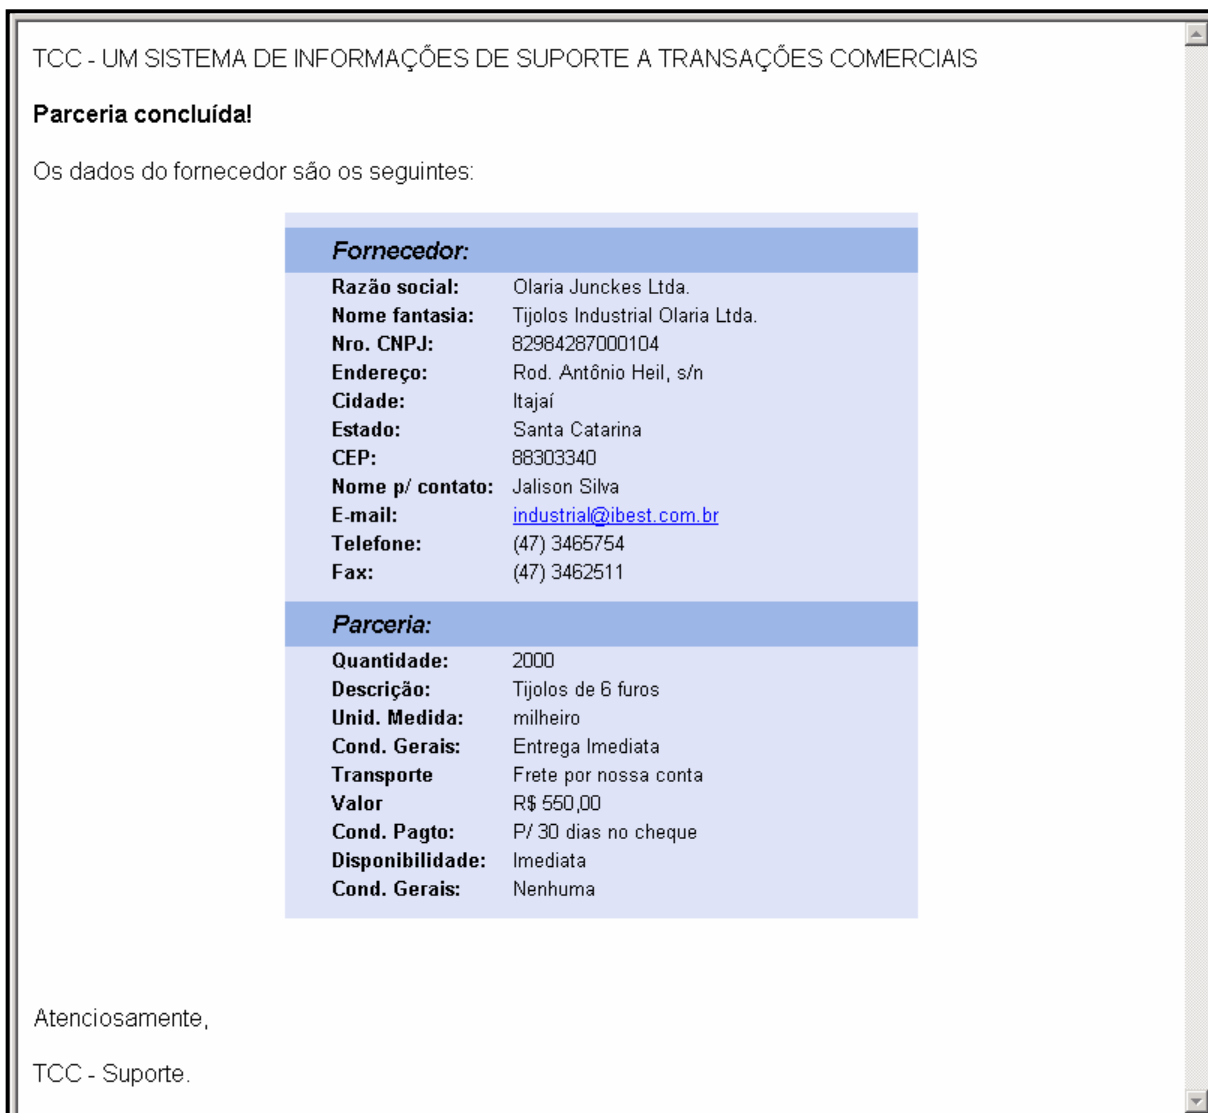 TCC - UM SISTEMA DE INFORMAÇÕES DE SUPORTE A TRANSAÇÕES COMERCIAIS
Parceria concluída!
Os dados do fornecedor são os seguintes:
Fornecedor:
Razão social: Olaria Junckes Ltda.
Nome fantasia: Tijolos Industrial Olaria Ltda.
Nro. CNPJ: 82984287000104
Endereço: Rod. Antônio Heil, s/n
Cidade: Itajaí
Estado: Santa Catarina
CEP: 88303340
Nome p/ contato: Jalison Silva
E-mail: industrial@ibest.com.br
Telefone: (47) 3465754
Fax: (47) 3462511
Parceria:
Quantidade: 2000
Descrição: Tijolos de 6 furos
Unid. Medida: milheiro
Cond. Gerais: Entrega Imediata
Transporte Frete por nossa conta
Valor R$ 550,00
Cond. Pagto: P/ 30 dias no cheque
Disponibilidade: Imediata
Cond. Gerais: Nenhuma
Atenciosamente,
TCC - Suporte.